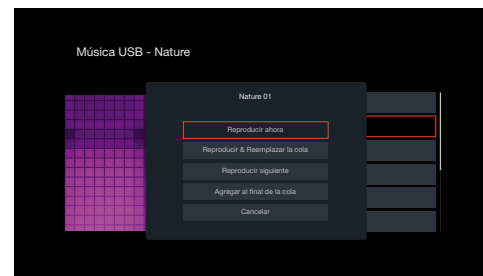 Música USB - Nature
Nature 01
Reproducir ahora
Reproducir & Reemplazar la cola
Reproducir siguiente
Agregar al final de la cola
Cancelar